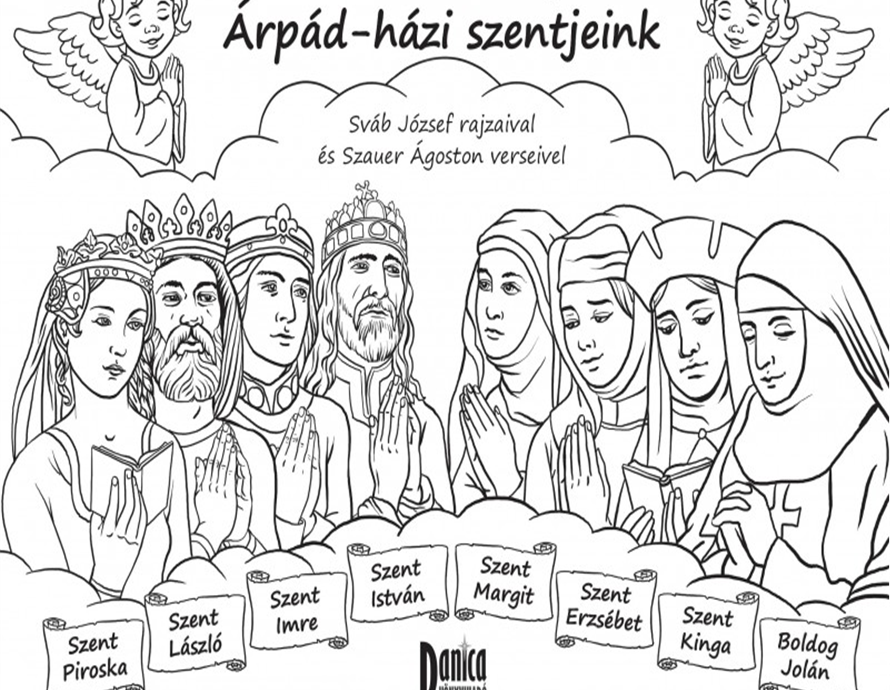 Árpád-házi szentjeink
Sváb József rajzaival
és Szauer Ágoston verseivel
Szent
Piroska
Szent
László
Szent
Imre
Szent
István
Szent
Margit
Szent
Erzsébet
Szent
Kinga
Boldog
Jolán
Danica